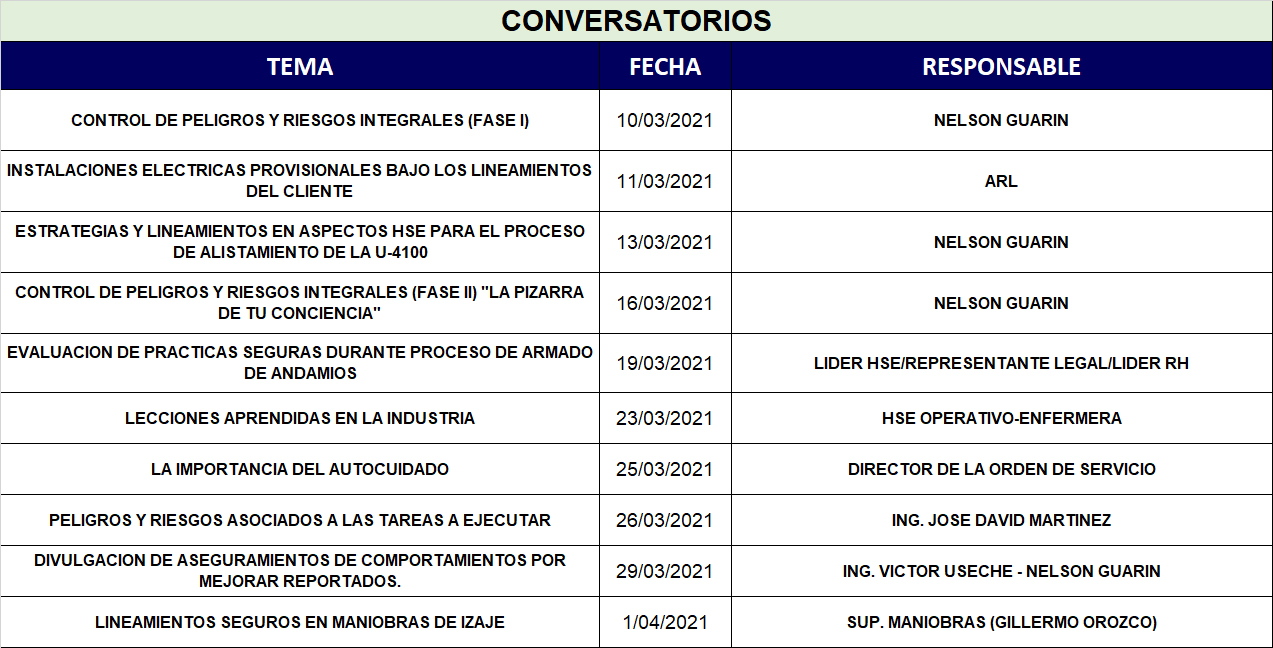 CONVERSATORIOS
TEMA FECHA RESPONSABLE
CONTROL DE PELIGROS Y RIESGOS INTEGRALES (FASE I) 10/03/2021 NELSON GUARIN
INSTALACIONES ELECTRICAS PROVISIONALES BAJO LOS LINEAMIENTOS
DEL CLIENTE 11/03/2021 ARL
ESTRATEGIAS Y LINEAMIENTOS EN ASPECTOS HSE PARA EL PROCESO
DE ALISTAMIENTO DE LA U-4100 13/03/2021 NELSON GUARIN
CONTROL DE PELIGROS Y RIESGOS INTEGRALES (FASE II) "LA PIZARRA
DE TU CONCIENCIA" 16/03/2021 NELSON GUARIN
EVALUACION DE PRACTICAS SEGURAS DURANTE PROCESO DE ARMADO
DE ANDAMIOS 19/03/2021 LIDER HSE/REPRESENTANTE LEGAL/LIDER RH
LECCIONES APRENDIDAS EN LA INDUSTRIA 23/03/2021 HSE OPERATIVO-ENFERMERA
LA IMPORTANCIA DEL AUTOCUIDADO 25/03/2021 DIRECTOR DE LA ORDEN DE SERVICIO
PELIGROS Y RIESGOS ASOCIADOS A LAS TAREAS A EJECUTAR 26/03/2021 ING. JOSE DAVID MARTINEZ
DIVULGACION DE ASEGURAMIENTOS DE COMPORTAMIENTOS POR
MEJORAR REPORTADOS. 29/03/2021 ING. VICTOR USECHE - NELSON GUARIN
LINEAMIENTOS SEGUROS EN MANIOBRAS DE IZAJE 1/04/2021 SUP. MANIOBRAS (GILLERMO OROZCO)